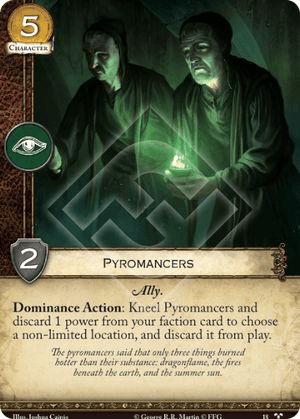 5
CHARACTER
2
PYROMANCERS
Ally.
Dominance Action: Kneel Pyromancers and
discard 1 power from your faction card to choose
a non-limited location, and discard it from play.
The pyromancers said that only three things burned
hotter than their substance: dragonflame, the fires
beneath the earth, and the summer sun.
Illus. Joshua Cairós © George R.R. Martin © FFG 18